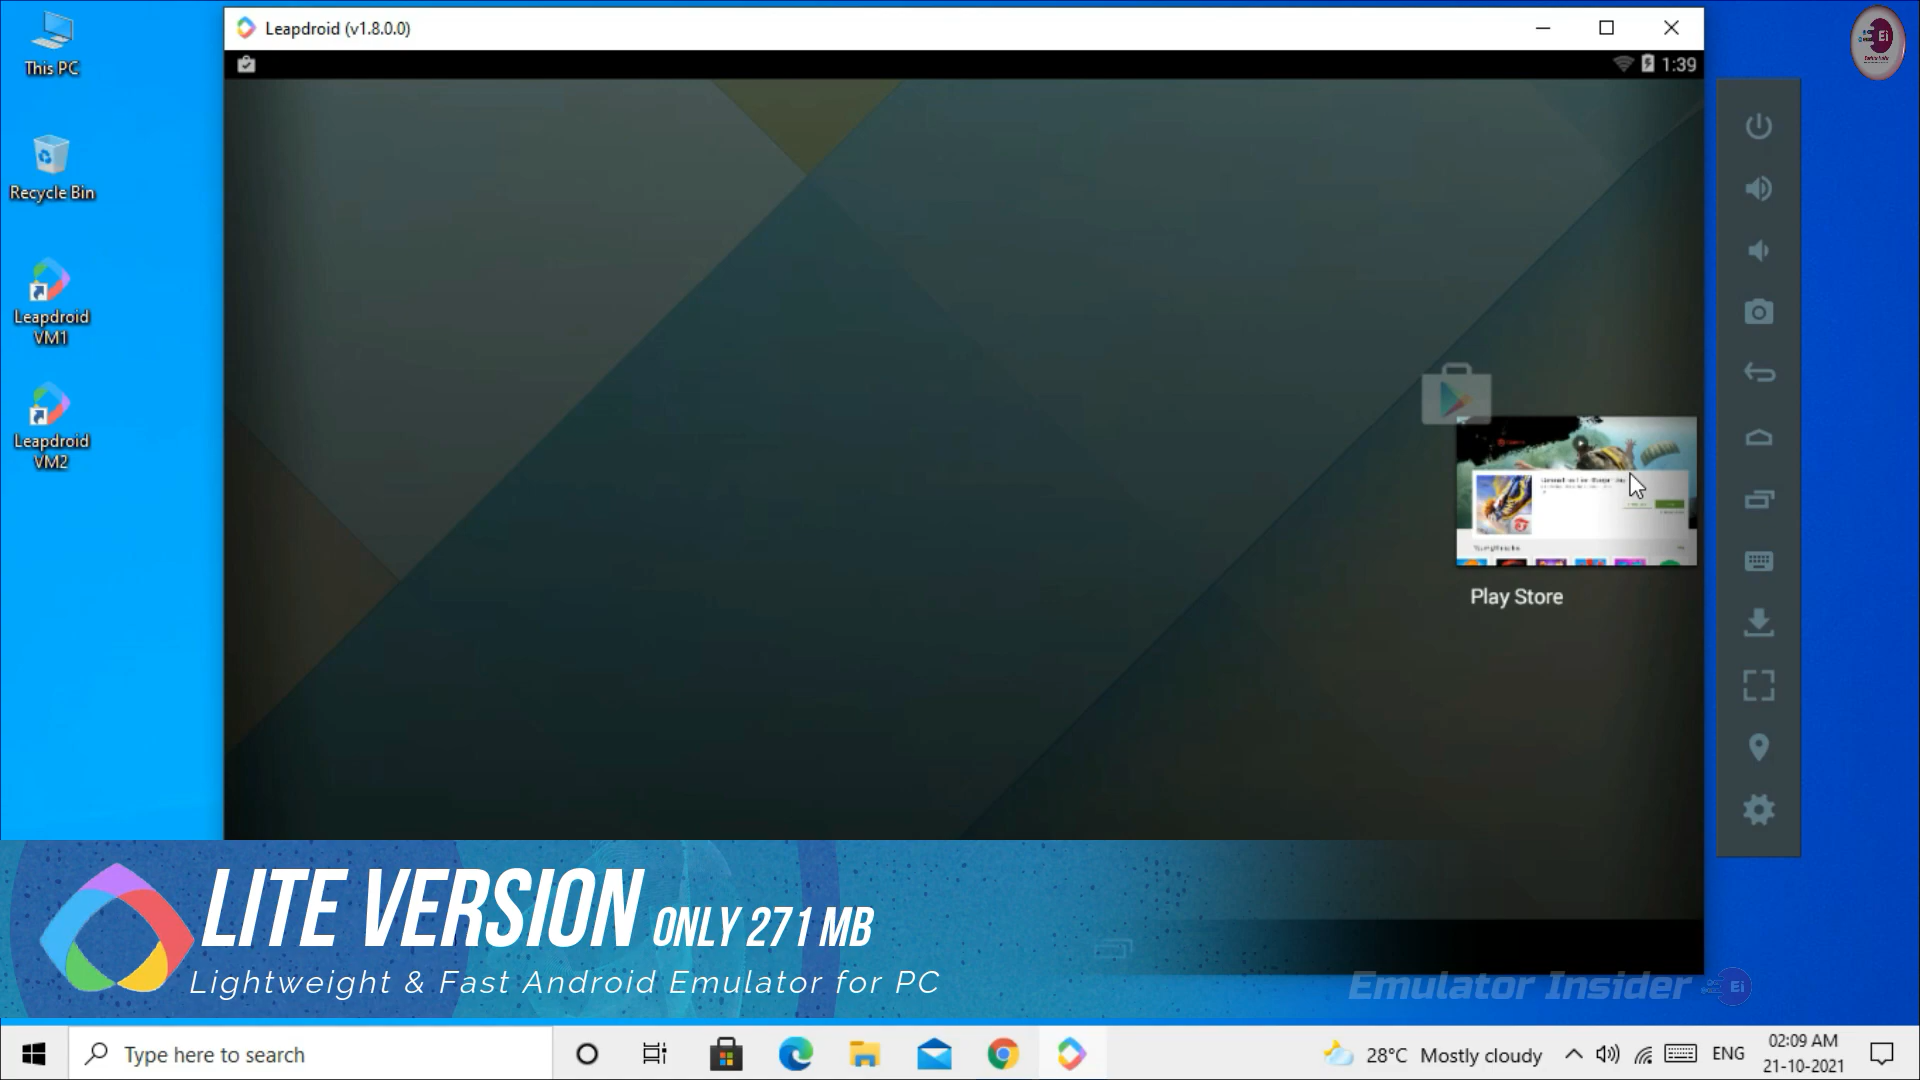 This PC
Recycle Bin
Leapdroid
VM1
Leapdroid
VM2
Leapdroid (v1.8.0.0)
1:39
Ei
Play Store
LITE VERSION ONLY 271 MB
Lightweight & Fast Android Emulator for PC
Emulator Insider Ei
Type here to search
28°C Mostly cloudy
ENG
02:09 AM
21-10-2021